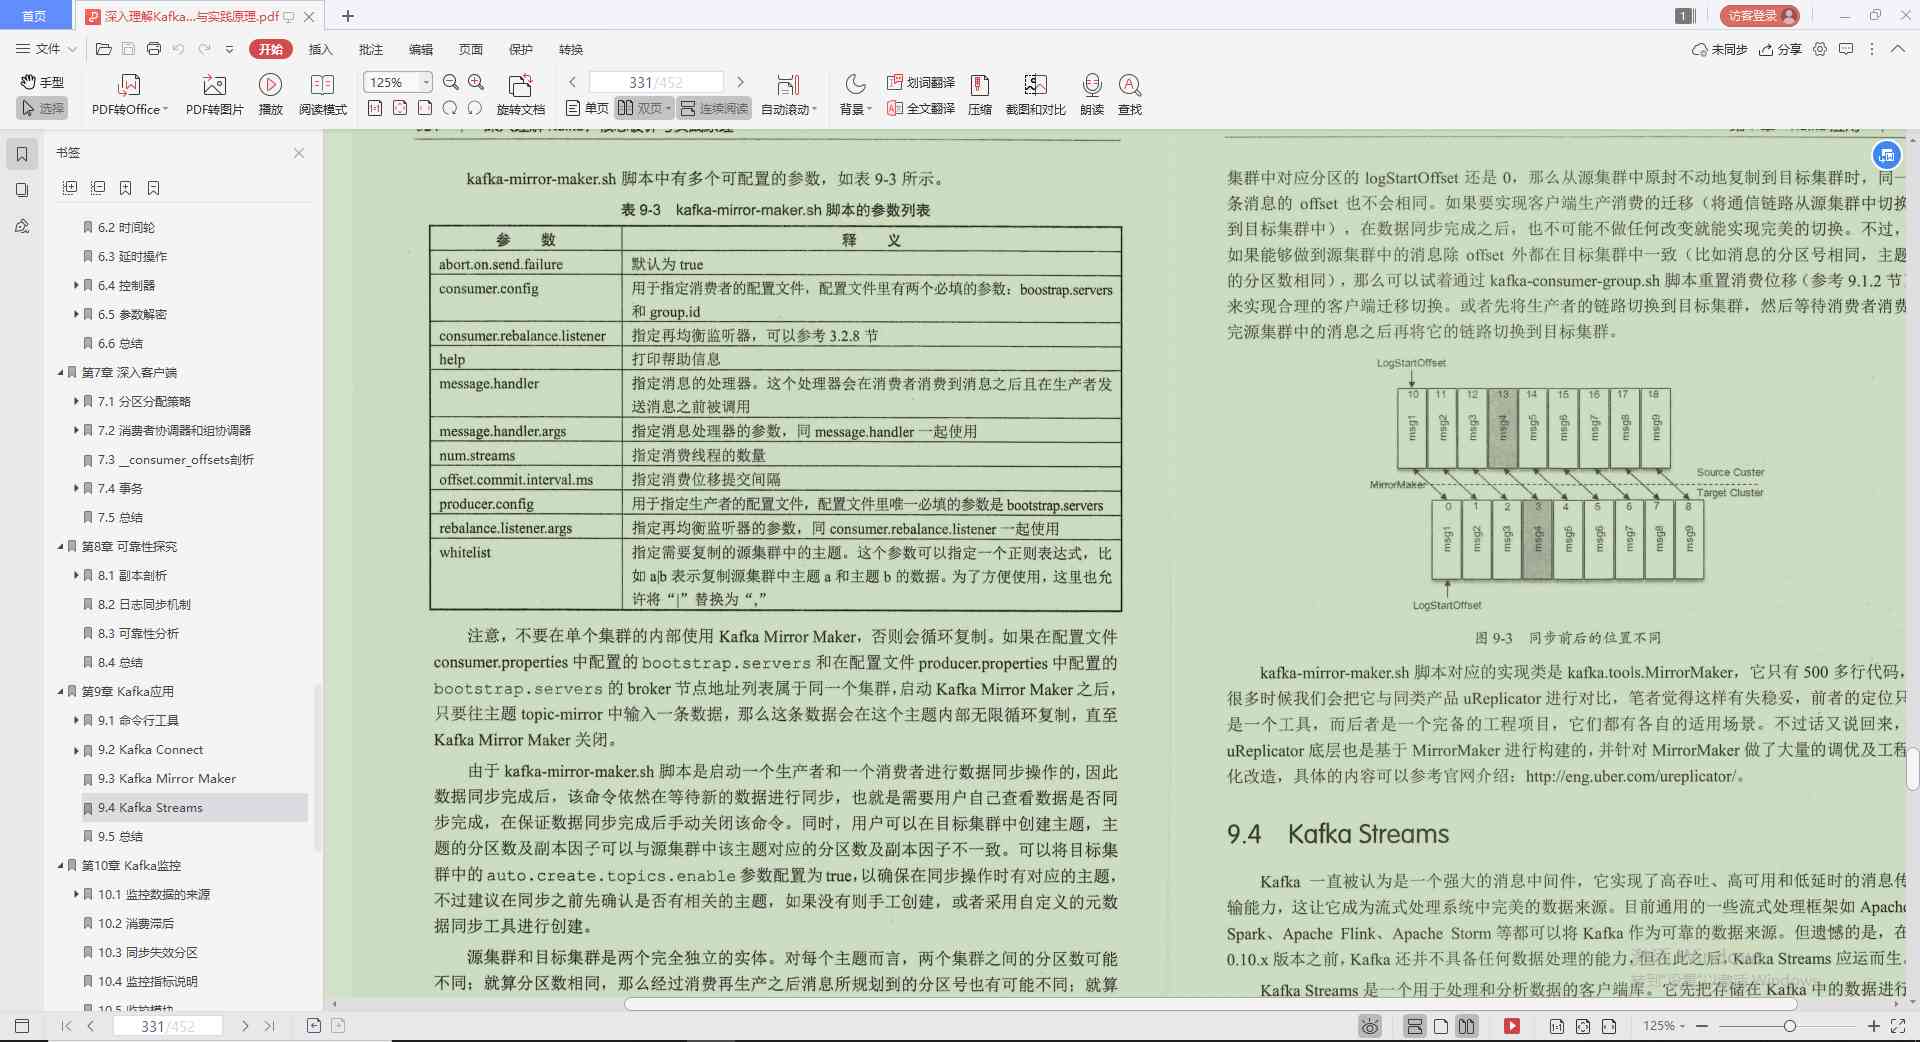 首页
深入理解Kafka...与实践原理.pdf
1
访客登录
文件
开始
插入
批注
编辑
页面
保护
转换
未同步
分享
手型
选择
PDF转Office
PDF转图片
播放
阅读模式
125%
旋转文档
331/452
单页
双页
连续阅读
自动滚动
背景
划词翻译
全文翻译
压缩
截图和对比
朗读
查找
书签
6.2 时间轮
6.3 延时操作
6.4 控制器
6.5 参数解密
6.6 总结
第7章 深入客户端
7.1 分区分配策略
7.2 消费者协调器和组协调器
7.3 __consumer_offsets剖析
7.4 事务
7.5 总结
第8章 可靠性探究
8.1 副本剖析
8.2 日志同步机制
8.3 可靠性分析
8.4 总结
第9章 Kafka应用
9.1 命令行工具
9.2 Kafka Connect
9.3 Kafka Mirror Maker
9.4 Kafka Streams
9.5 总结
第10章 Kafka监控
10.1 监控数据的来源
10.2 消费滞后
10.3 同步失效分区
10.4 监控指标说明
10.5 监控模块
kafka-mirror-maker.sh 脚本中有多个可配置的参数，如表 9-3 所示。
表 9-3 kafka-mirror-maker.sh 脚本的参数列表
参 数 释 义
abort.on.send.failure 默认为 true
consumer.config 用于指定消费者的配置文件，配置文件里有两个必填的参数：boostrap.servers
和 group.id
consumer.rebalance.listener 指定再均衡监听器，可以参考 3.2.8 节
help 打印帮助信息
message.handler 指定消息的处理器。这个处理器会在消费者消费到消息之后且在生产者发
送消息之前被调用
message.handler.args 指定消息处理器的参数，同 message.handler 一起使用
num.streams 指定消费线程的数量
offset.commit.interval.ms 指定消费位移提交间隔
producer.config 用于指定生产者的配置文件，配置文件里唯一必填的参数是 bootstrap.servers
rebalance.listener.args 指定再均衡监听器的参数，同 consumer.rebalance.listener 一起使用
whitelist 指定需要复制的源集群中的主题。这个参数可以指定一个正则表达式，比
如 a|b 表示复制源集群中主题 a 和主题 b 的数据。为了方便使用，这里也允
许将“|”替换为“,”
注意，不要在单个集群的内部使用 Kafka Mirror Maker，否则会循环复制。如果在配置文件
consumer.properties 中配置的 bootstrap.servers 和在配置文件 producer.properties 中配置的
bootstrap.servers 的 broker 节点地址列表属于同一个集群，启动 Kafka Mirror Maker 之后，
只要往主题 topic-mirror 中输入一条数据，那么这条数据会在这个主题内部无限循环复制，直至
Kafka Mirror Maker 关闭。
由于 kafka-mirror-maker.sh 脚本是启动一个生产者和一个消费者进行数据同步操作的，因此
数据同步完成后，该命令依然在等待新的数据进行同步，也就是需要用户自己查看数据是否同
步完成，在保证数据同步完成后手动关闭该命令。同时，用户可以在目标集群中创建主题，主
题的分区数及副本因子可以与源集群中该主题对应的分区数及副本因子不一致。可以将目标集
群中的 auto.create.topics.enable 参数配置为 true，以确保在同步操作时有对应的主题，
不过建议在同步之前先确认是否有相关的主题，如果没有则手工创建，或者采用自定义的元数
据同步工具进行创建。
源集群和目标集群是两个完全独立的实体。对每个主题而言，两个集群之间的分区数可能
不同；就算分区数相同，那么经过消费再生产之后消息所规划到的分区号也有可能不同；就算
集群中对应分区的 logStartOffset 还是 0，那么从源集群中原封不动地复制到目标集群时，同一
条消息的 offset 也不会相同。如果要实现客户端生产消费的迁移（将通信链路从源集群中切换
到目标集群中），在数据同步完成之后，也不可能不做任何改变就能实现完美的切换。不过，
如果能够做到源集群中的消息除 offset 外都在目标集群中一致（比如消息的分区号相同，主题
的分区数相同），那么可以试着通过 kafka-consumer-group.sh 脚本重置消费位移（参考 9.1.2 节）
来实现合理的客户端迁移切换。或者先将生产者的链路切换到目标集群，然后等待消费者消费
完源集群中的消息之后再将它的链路切换到目标集群。
LogStartOffset
10 11 12 13 14 15 16 17 18
msg1 msg2 msg3 msg4 msg5 msg6 msg7 msg8 msg9
Source Custer
MirrorMaker
Target Cluster
0 1 2 3 4 5 6 7 8
msg1 msg2 msg3 msg4 msg5 msg6 msg7 msg8 msg9
LogStartOffset
图 9-3 同步前后的位置不同
kafka-mirror-maker.sh 脚本对应的实现类是 kafka.tools.MirrorMaker，它只有 500 多行代码，
很多时候我们会把它与同类产品 uReplicator 进行对比，笔者觉得这样有失稳妥，前者的定位只
是一个工具，而后者是一个完备的工程项目，它们都有各自的适用场景。不过话又说回来，
uReplicator 底层也是基于 MirrorMaker 进行构建的，并针对 MirrorMaker 做了大量的调优及工程
化改造，具体的内容可以参考官网介绍：http://eng.uber.com/ureplicator/。
9.4 Kafka Streams
Kafka 一直被认为是一个强大的消息中间件，它实现了高吞吐、高可用和低延时的消息传
输能力，这让它成为流式处理系统中完美的数据来源。目前通用的一些流式处理框架如 Apache
Spark、Apache Flink、Apache Storm 等都可以将 Kafka 作为可靠的数据来源。但遗憾的是，在
0.10.x 版本之前，Kafka 还并不具备任何数据处理的能力，但在此之后，Kafka Streams 应运而生。
Kafka Streams 是一个用于处理和分析数据的客户端库。它先把存储在 Kafka 中的数据进行
331/452
125%